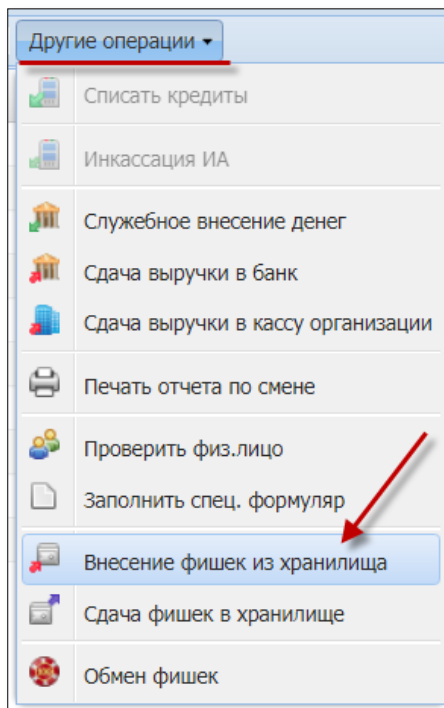 Другие операции
Списать кредиты
Инкассация ИА
Служебное внесение денег
Сдача выручки в банк
Сдача выручки в кассу организации
Печать отчета по смене
Проверить физ.лицо
Заполнить спец. формуляр
Внесение фишек из хранилища
Сдача фишек в хранилище
Обмен фишек